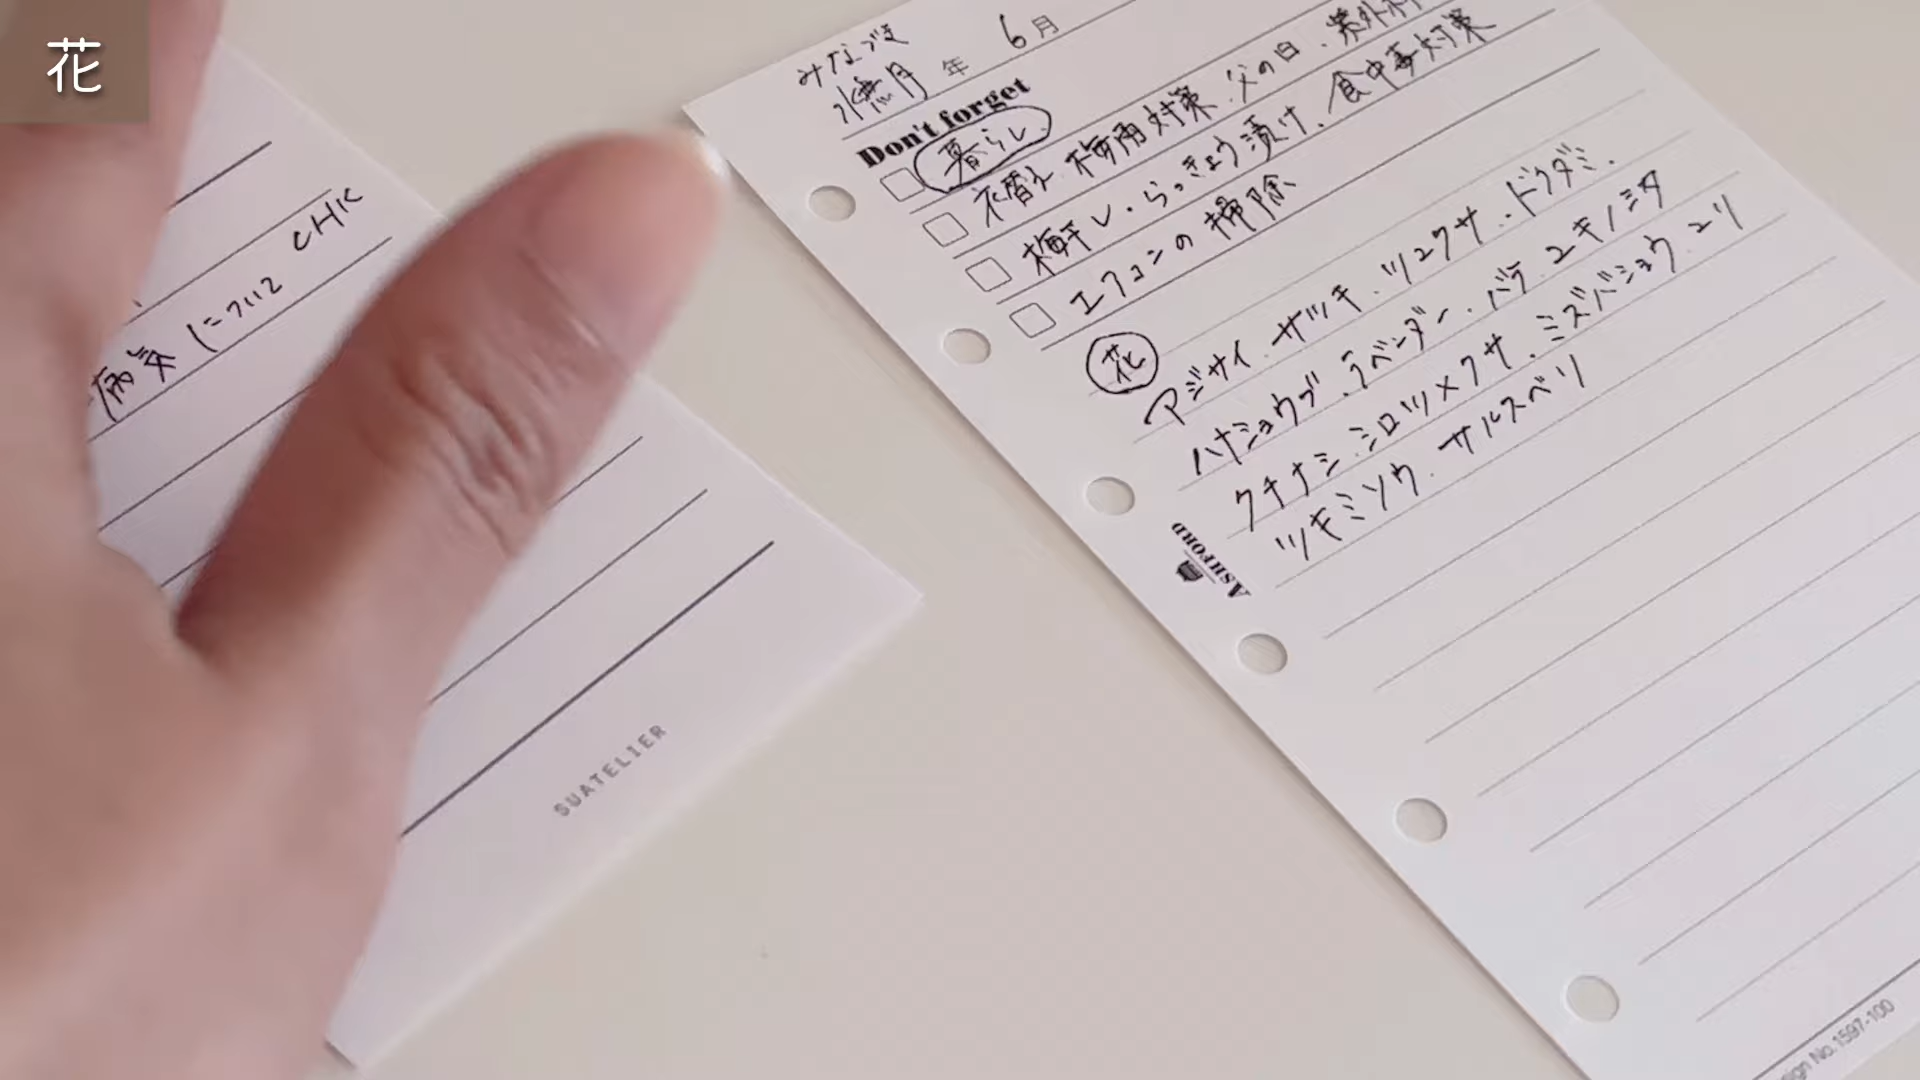 花
CHK
病気について
SUATELIER
みなづき
水無月 年 6月
Don't forget
暮らし
衣替え・梅雨対策・父の日・紫外
梅干し・らっきょう漬け、食中毒対策
エアコンの掃除
花
アジサイ・サツキ・ツユクサ・ドクダミ・
ハナショウブ・ラベンダー・バラ・ユキノシタ
クチナシ・シロツメクサ・ミズバショウ・ユリ
ツキミソウ・サルスベリ
ASHFORD
sign No.1597-100